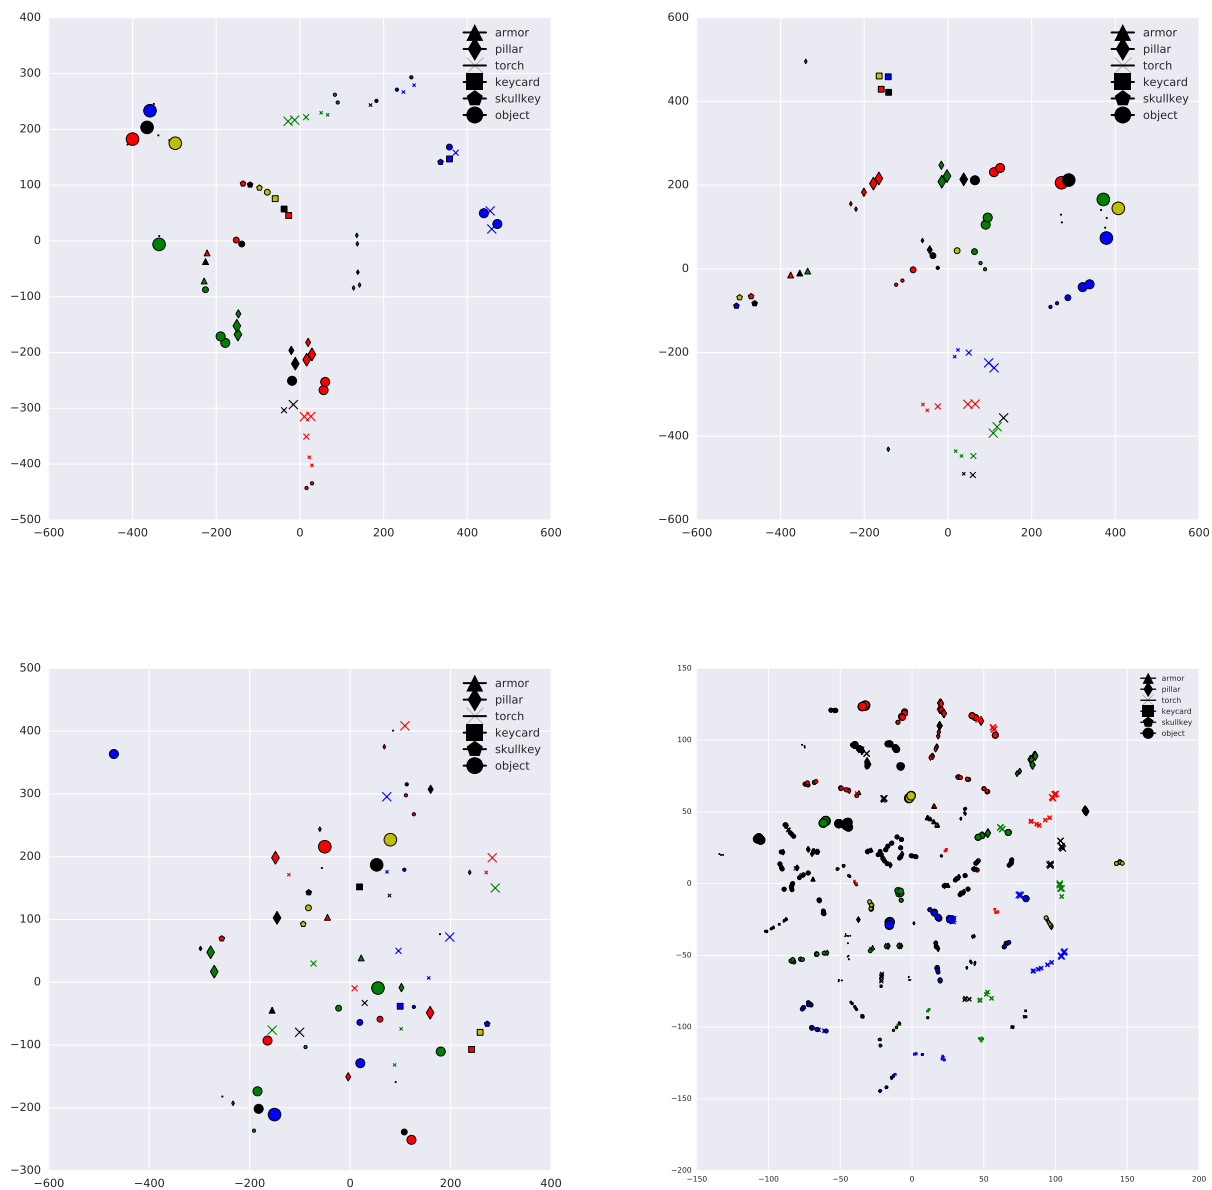 400
300
200
100
0
−100
−200
−300
−400
−500
−600 −400 −200 0 200 400 600
armor
pillar
torch
keycard
skullkey
object
600
400
200
0
−200
−400
−600
−600 −400 −200 0 200 400 600
armor
pillar
torch
keycard
skullkey
object
500
400
300
200
100
0
−100
−200
−300
−600 −400 −200 0 200 400
armor
pillar
torch
keycard
skullkey
object
150
100
50
0
−50
−100
−150
−200
−150 −100 −50 0 50 100 150 200
armor
pillar
torch
keycard
skullkey
object